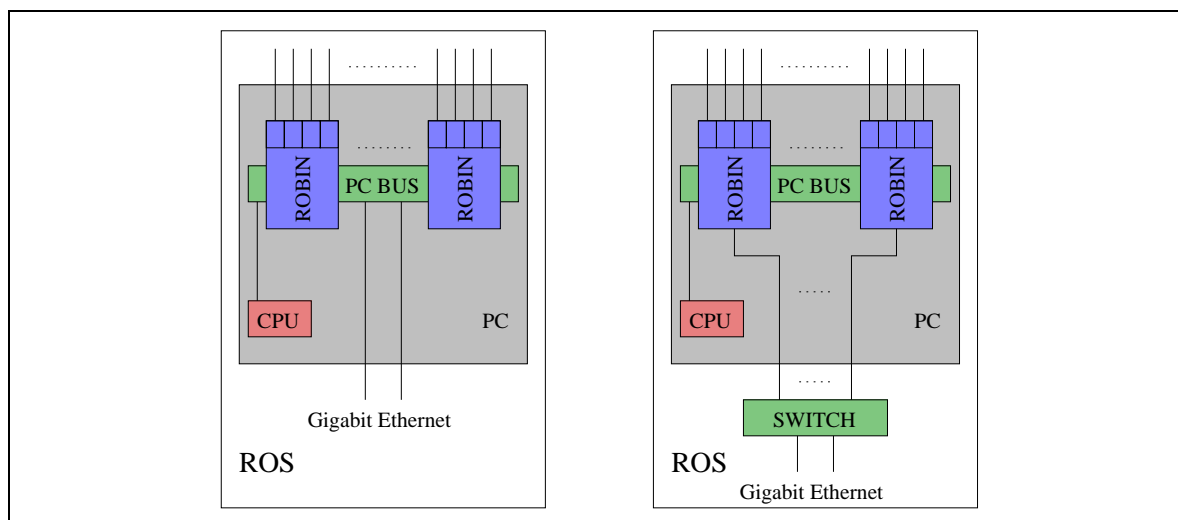 ROBIN
PC BUS
ROBIN
CPU
PC
Gigabit Ethernet
ROS
ROBIN
PC BUS
ROBIN
CPU
PC
SWITCH
ROS
Gigabit Ethernet